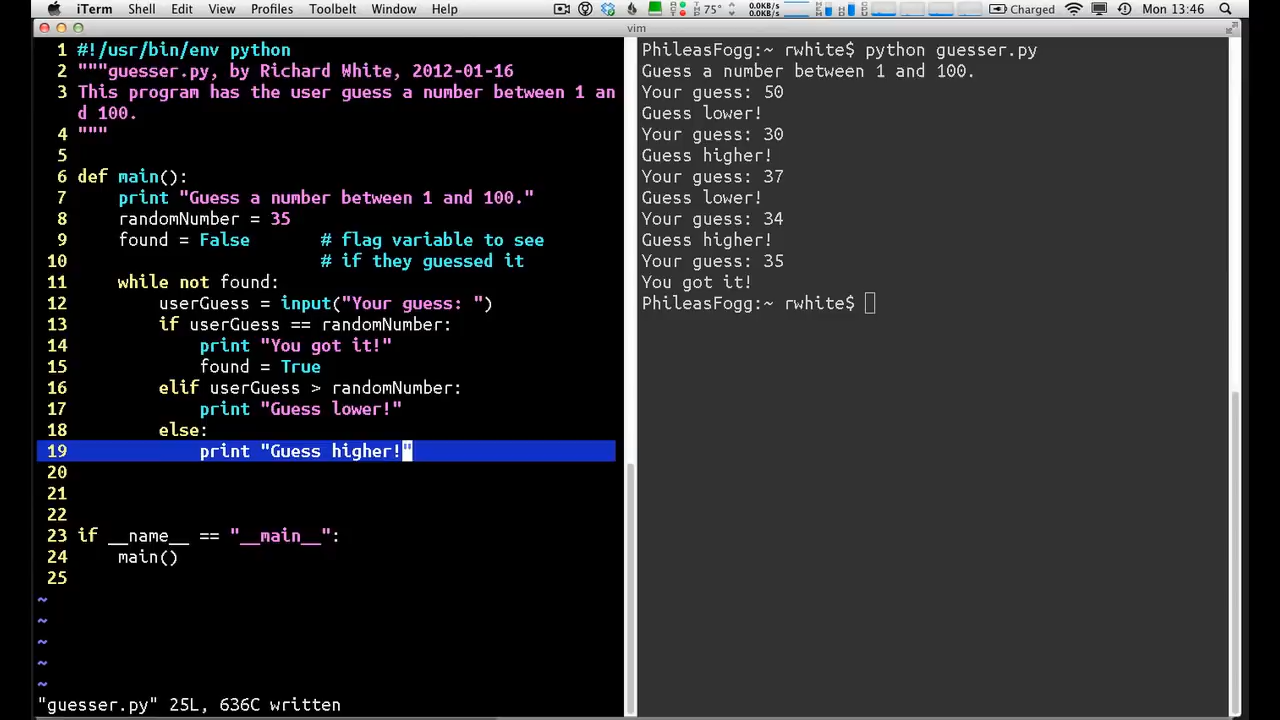 iTerm Shell Edit View Profiles Toolbelt Window Help 75° 0.0KB/s 0.0KB/s Charged Mon 13:46
vim
1 #!/usr/bin/env python
2 """guesser.py, by Richard White, 2012-01-16
3 This program has the user guess a number between 1 an
d 100.
4 """
5
6 def main():
7     print "Guess a number between 1 and 100."
8     randomNumber = 35
9     found = False       # flag variable to see
10                         # if they guessed it
11     while not found:
12         userGuess = input("Your guess: ")
13         if userGuess == randomNumber:
14             print "You got it!"
15             found = True
16         elif userGuess > randomNumber:
17             print "Guess lower!"
18         else:
19             print "Guess higher!"
20
21
22
23 if __name__ == "__main__":
24     main()
25
~
~
~
~
~
"guesser.py" 25L, 636C written
PhileasFogg:~ rwhite$ python guesser.py
Guess a number between 1 and 100.
Your guess: 50
Guess lower!
Your guess: 30
Guess higher!
Your guess: 37
Guess lower!
Your guess: 34
Guess higher!
Your guess: 35
You got it!
PhileasFogg:~ rwhite$